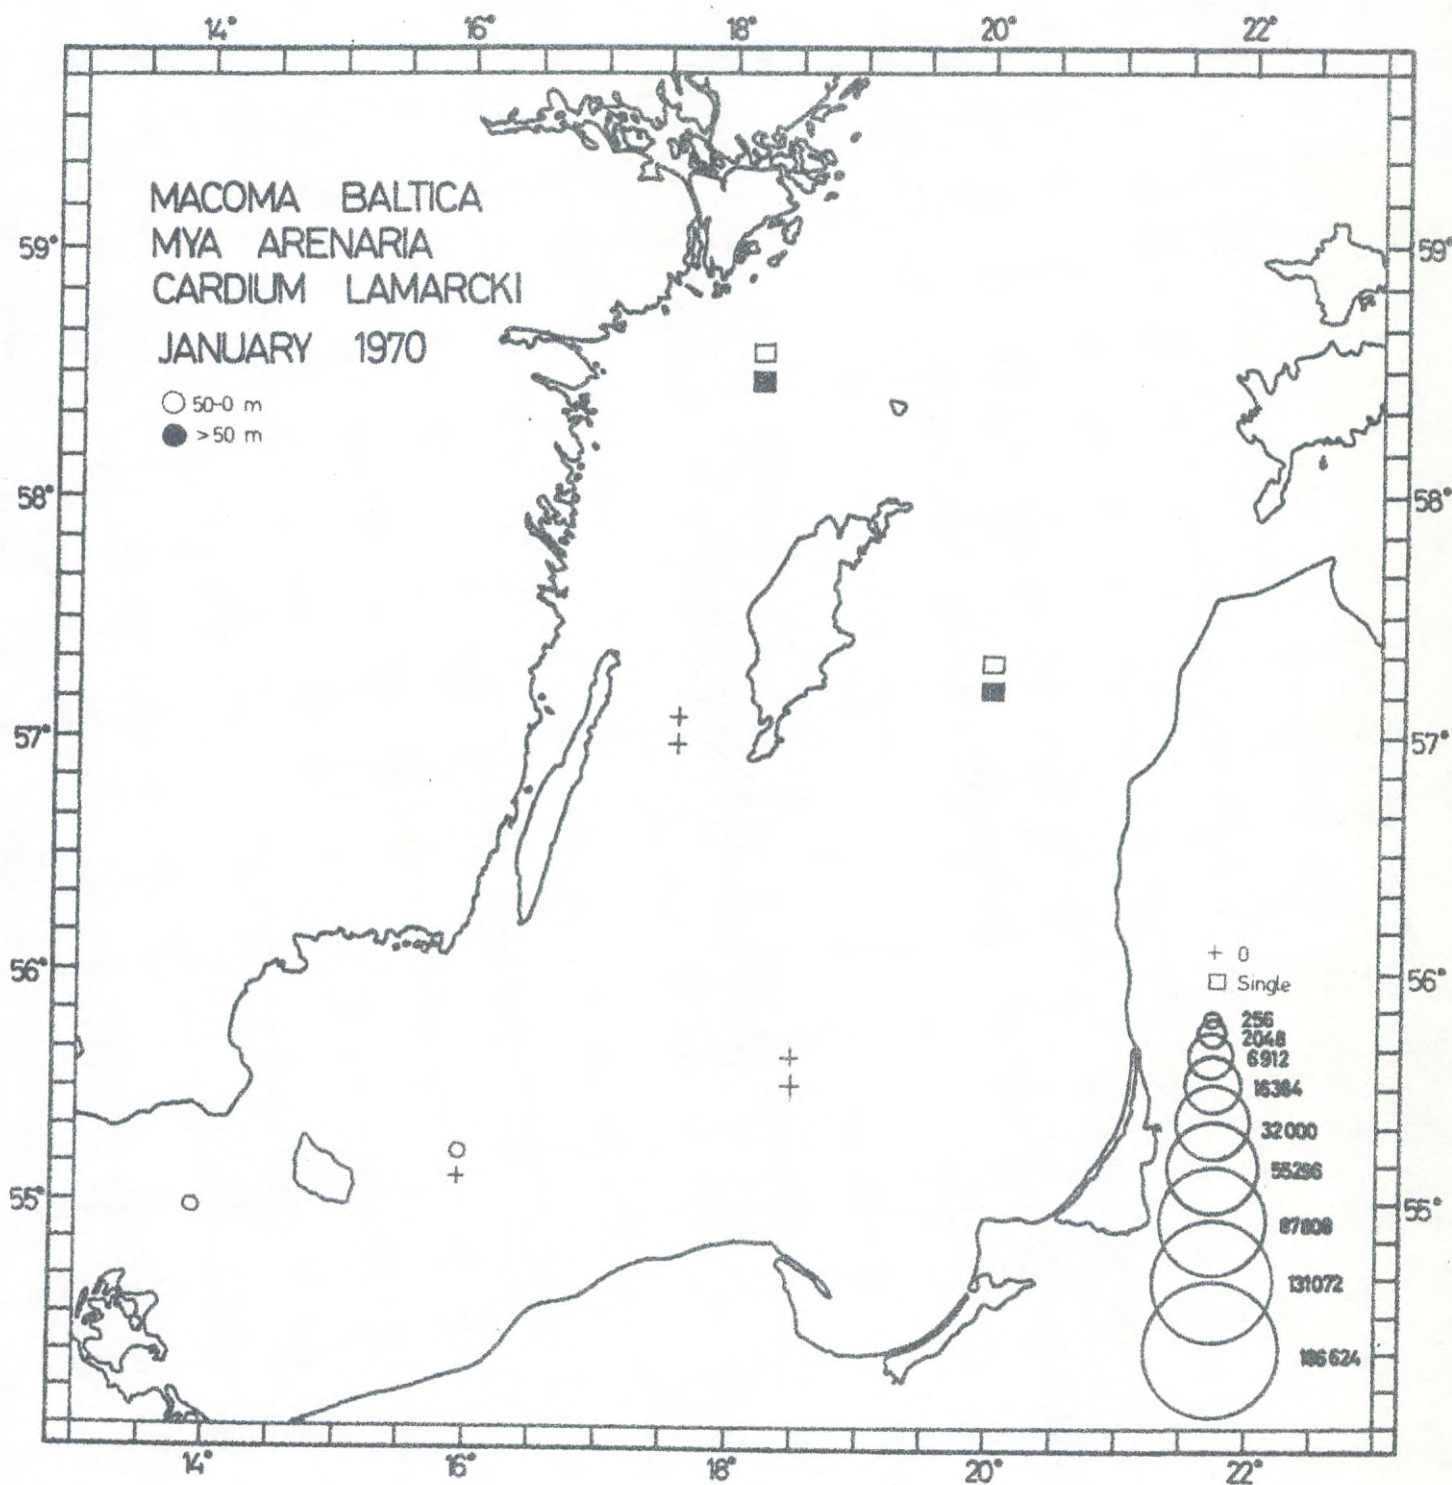 14° 16° 18° 20° 22°
MACOMA BALTICA
MYA ARENARIA
CARDIUM LAMARCKI
JANUARY 1970
50-0 m
>50 m
59° 59°
58° 58°
57° 57°
56° 56°
55° 55°
+ 0
Single
256
2048
6912
16384
32000
55296
87808
131072
186624
14° 16° 18° 20° 22°